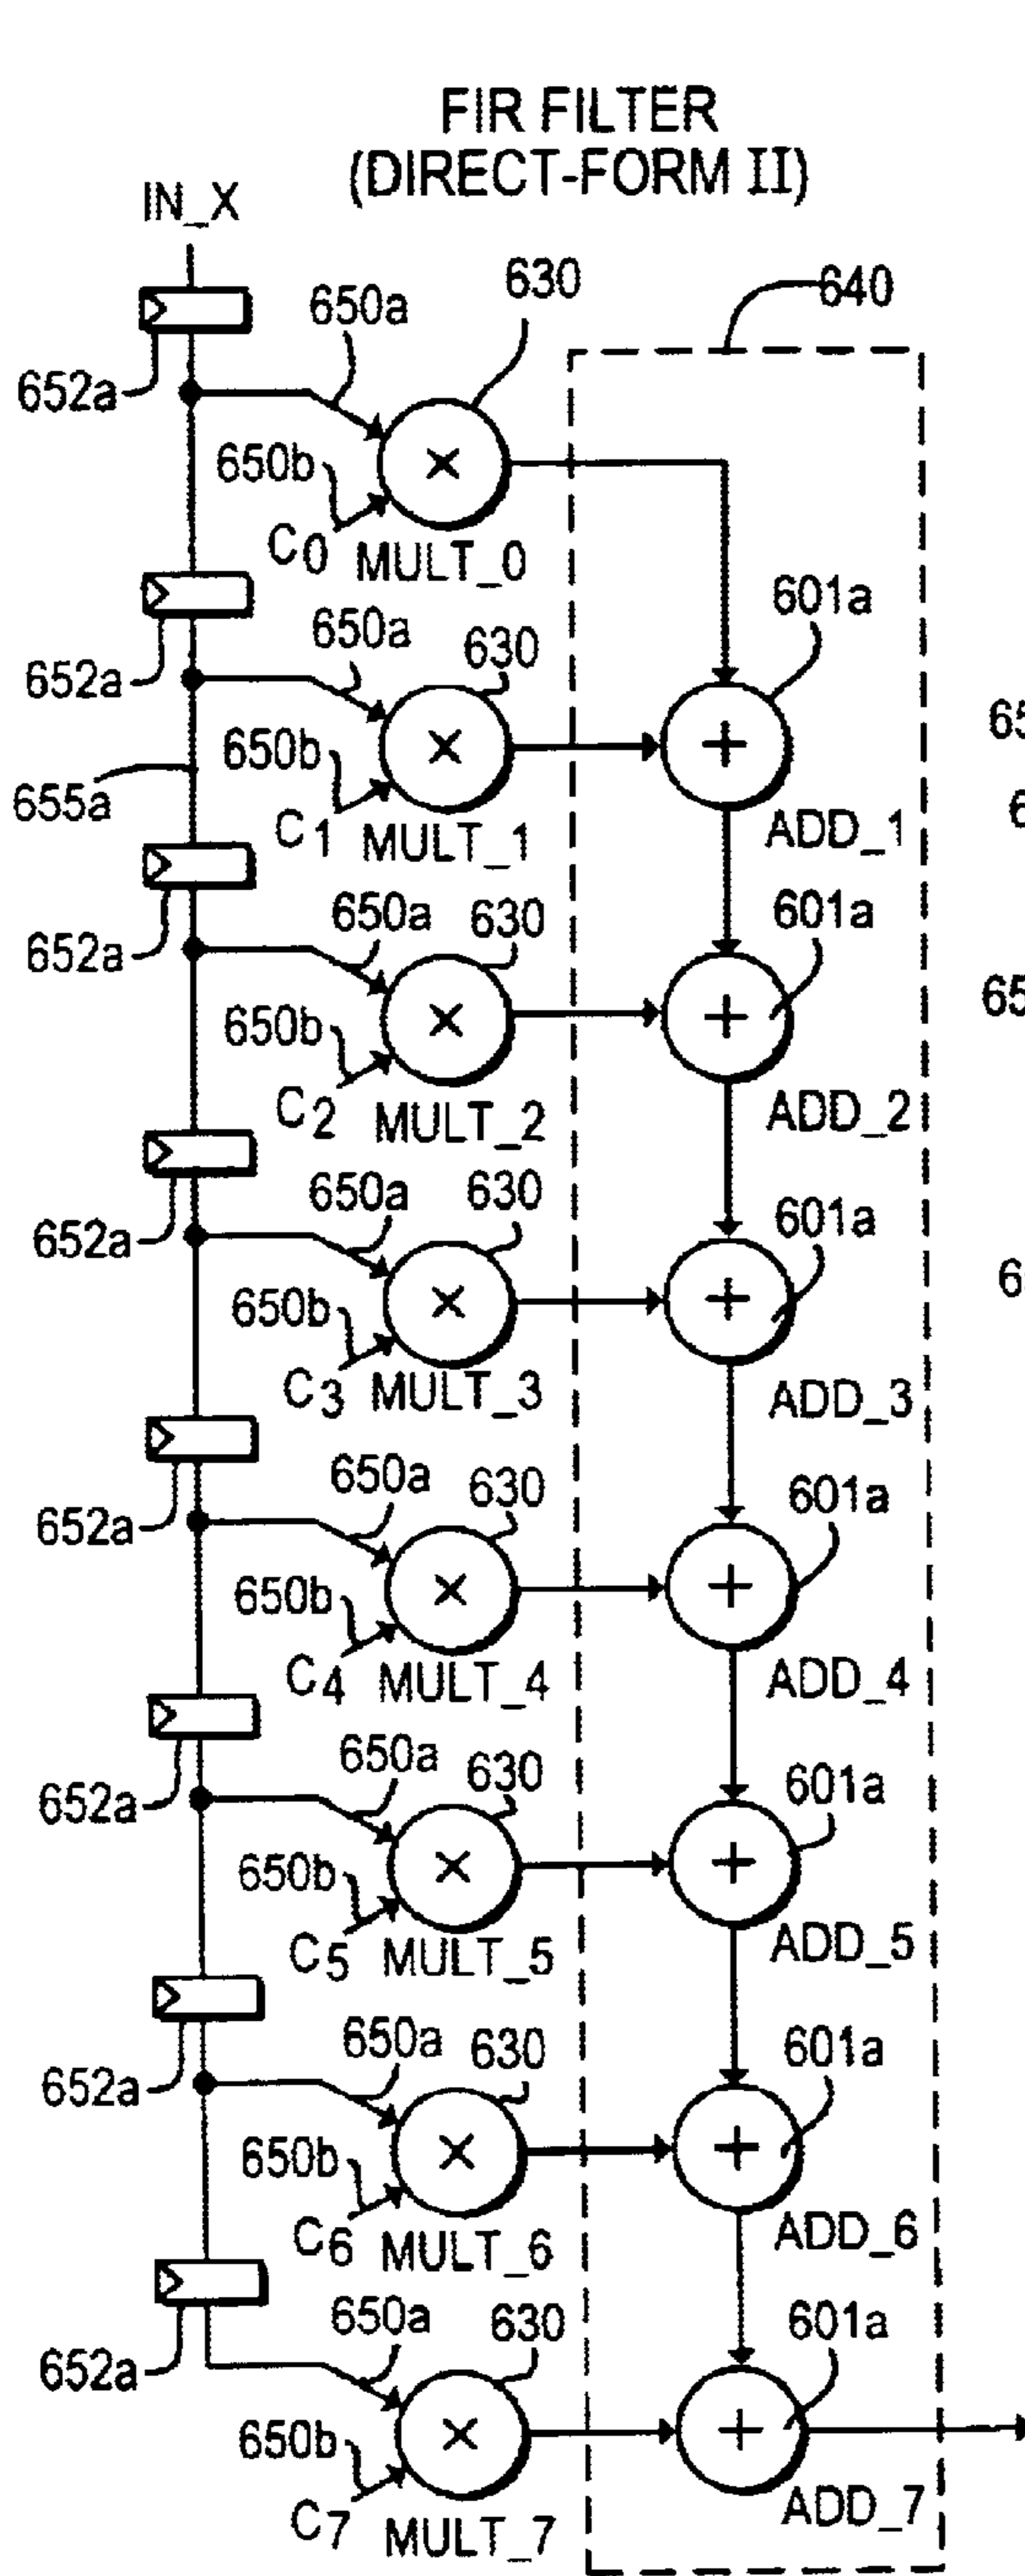 FIR FILTER
(DIRECT-FORM II)
IN_X
630
640
650a
652a
650b
C0 MULT_0
601a
650a
630
652a
650b
655a
C1 MULT_1
ADD_1
650a
630
601a
652a
650b
C2 MULT_2
ADD_2
650a
630
601a
652a
650b
C3 MULT_3
ADD_3
650a
630
601a
652a
650b
C4 MULT_4
ADD_4
650a
630
601a
652a
650b
C5 MULT_5
ADD_5
650a
630
601a
652a
650b
C6 MULT_6
ADD_6
650a
630
601a
652a
650b
C7 MULT_7
ADD_7